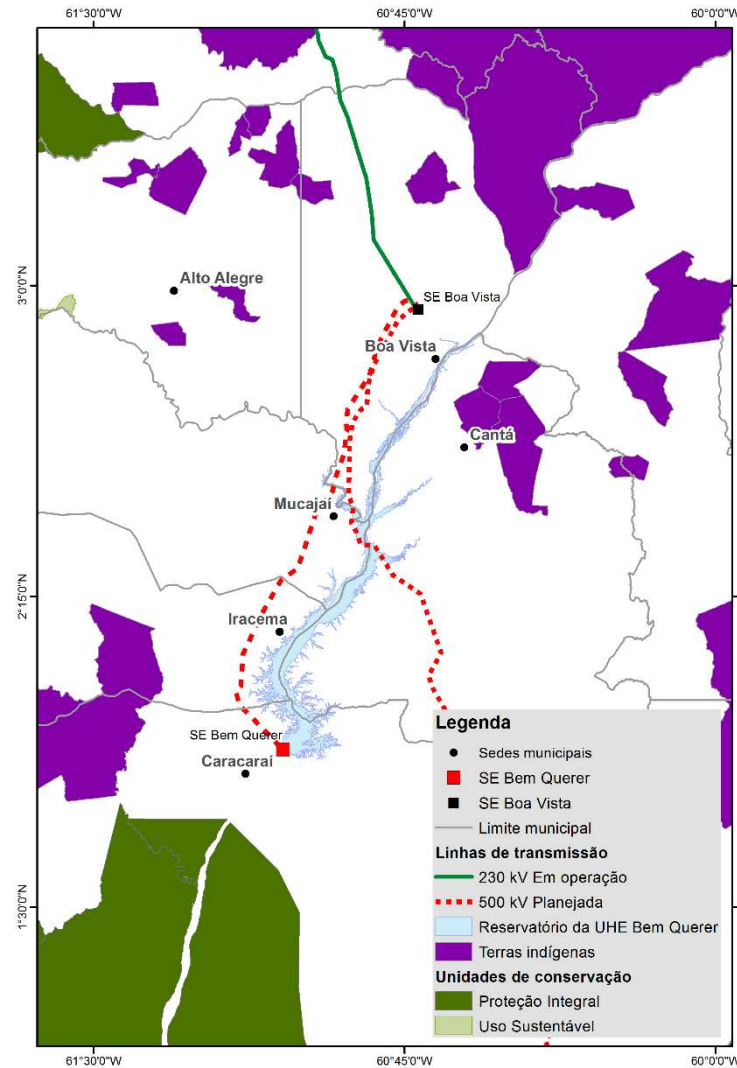 61°30'0"W
60°45'0"W
60°0'0"W
3°0'0"N
2°15'0"N
1°30'0"N
Alto Alegre
SE Boa Vista
Boa Vista
Cantá
Mucajaí
Iracema
SE Bem Querer
Caracaraí
Legenda
Sedes municipais
SE Bem Querer
SE Boa Vista
Limite municipal
Linhas de transmissão
230 kV Em operação
500 kV Planejada
Reservatório da UHE Bem Querer
Terras indígenas
Unidades de conservação
Proteção Integral
Uso Sustentável
61°30'0"W
60°45'0"W
60°0'0"W